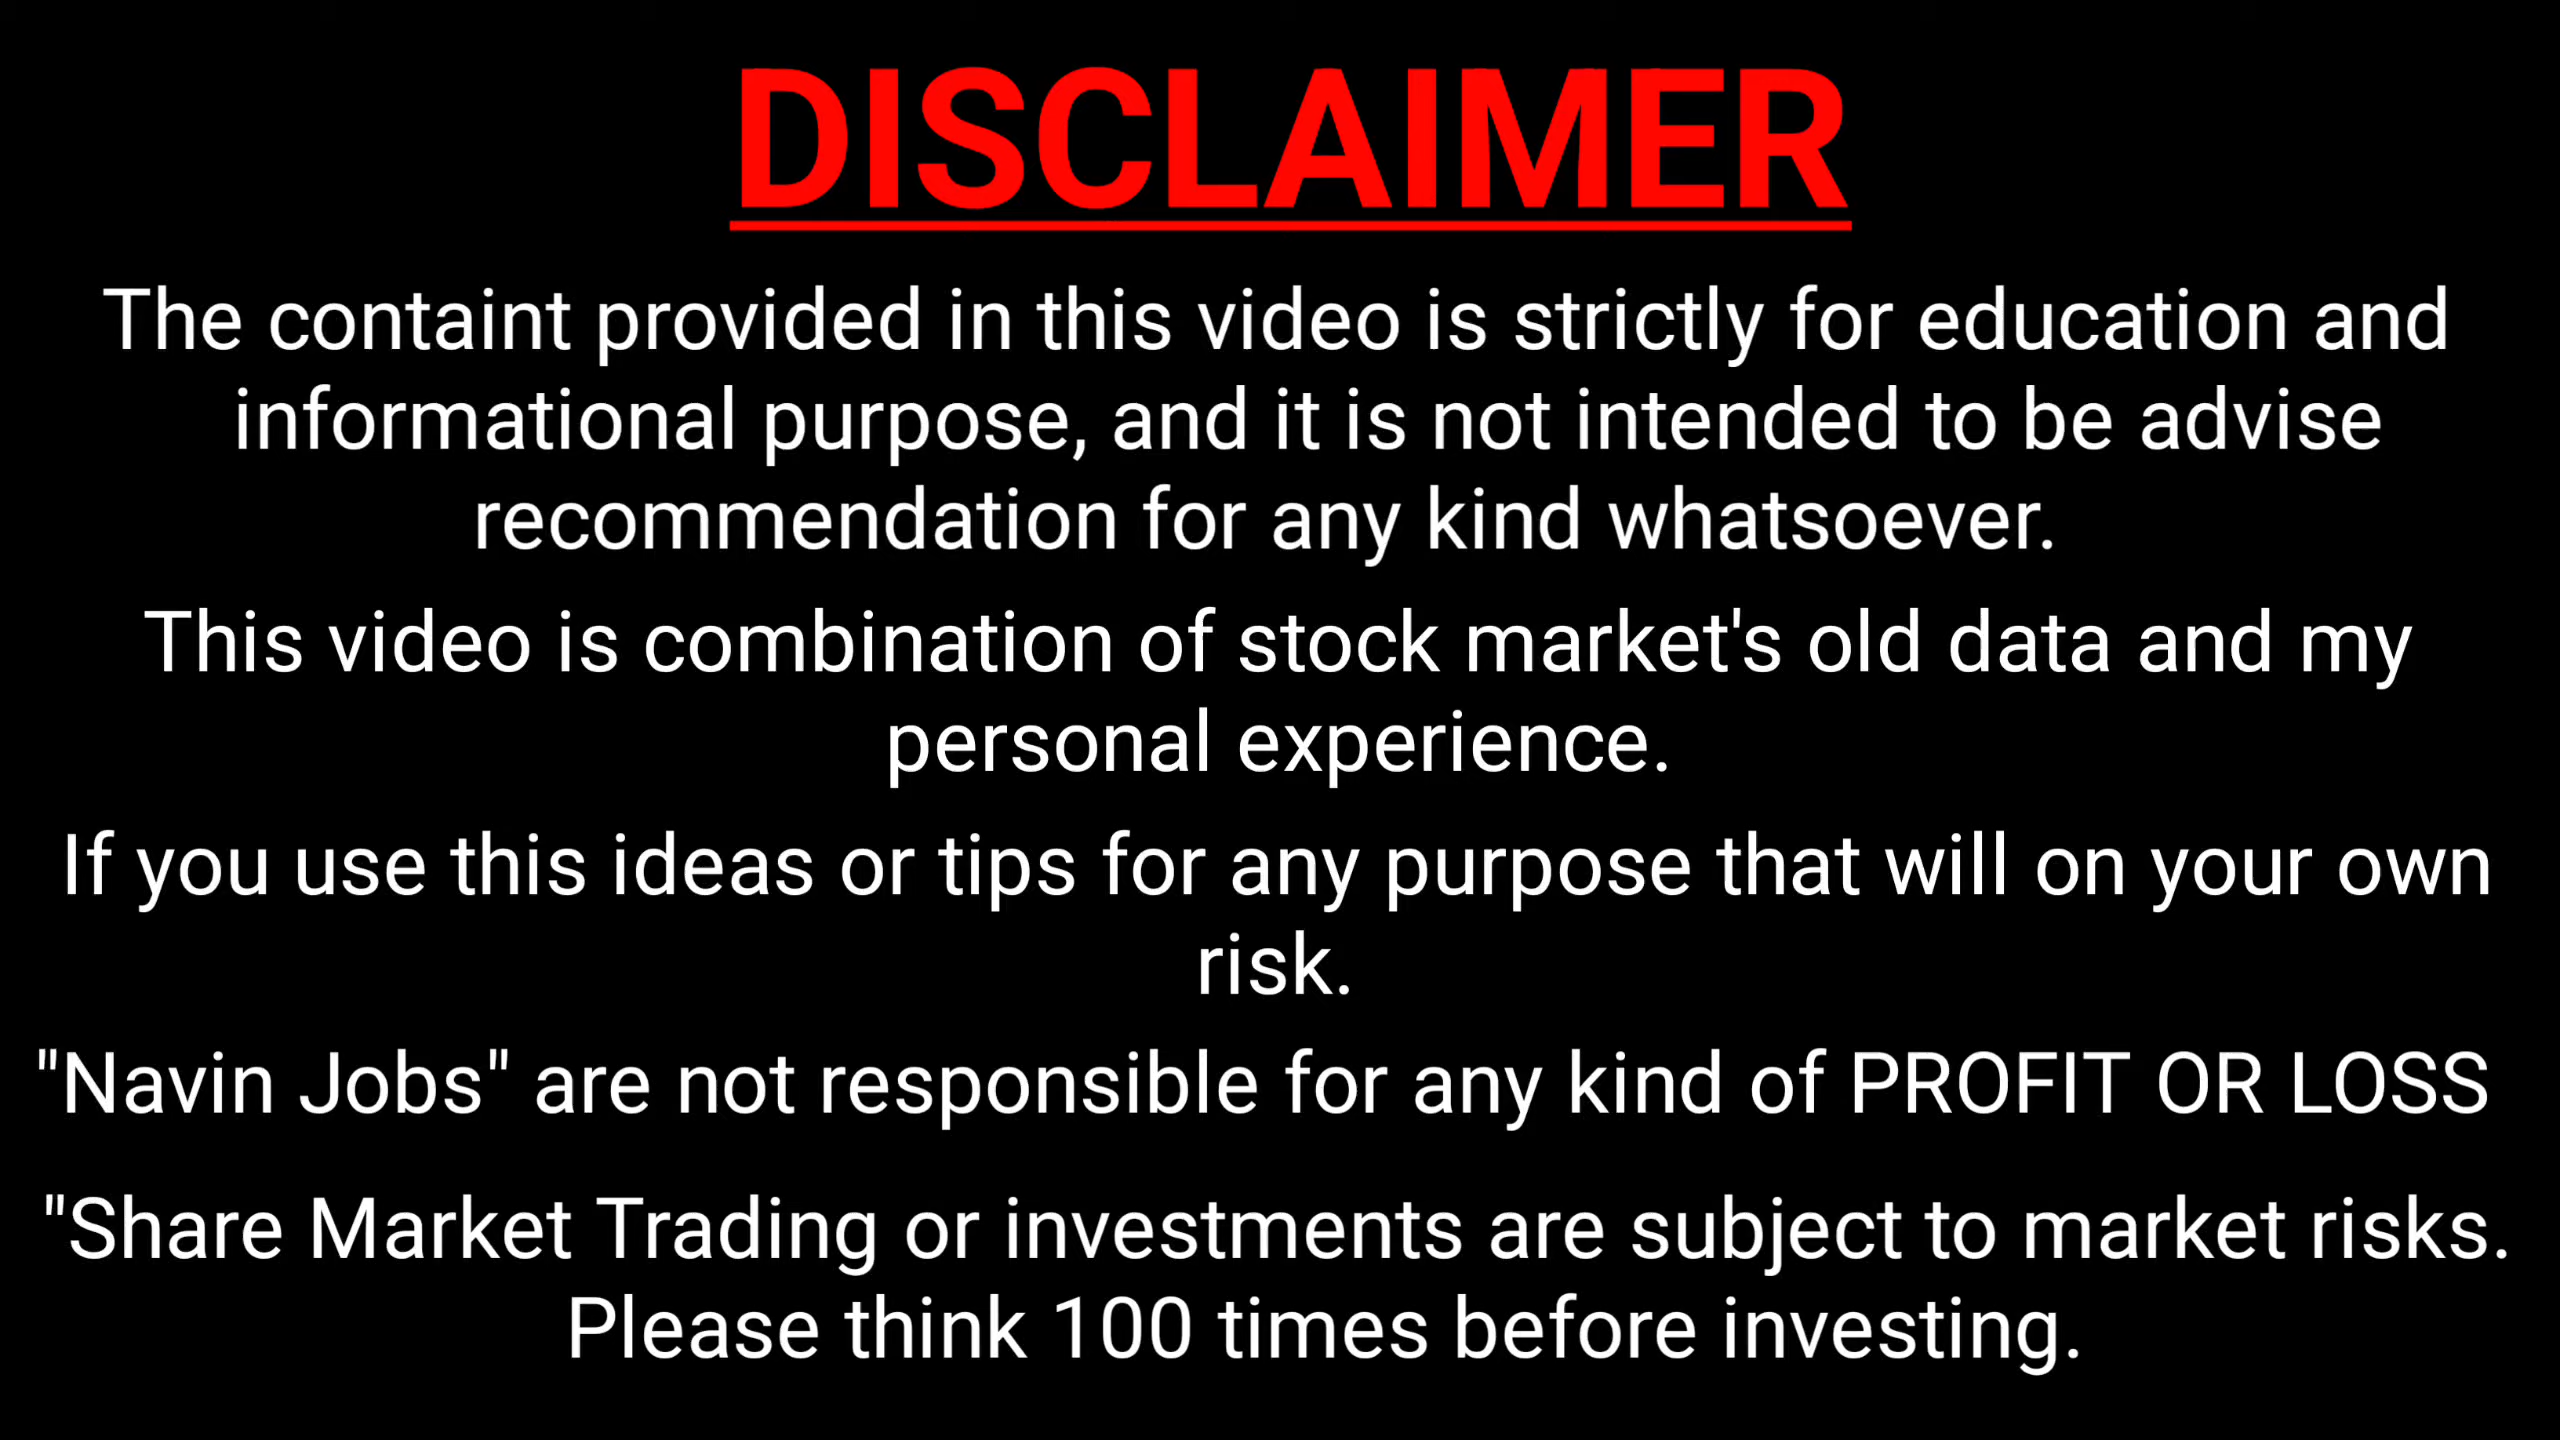 DISCLAIMER
The containt provided in this video is strictly for education and
informational purpose, and it is not intended to be advise
recommendation for any kind whatsoever.
This video is combination of stock market's old data and my
personal experience.
If you use this ideas or tips for any purpose that will on your own
risk.
"Navin Jobs" are not responsible for any kind of PROFIT OR LOSS
"Share Market Trading or investments are subject to market risks.
Please think 100 times before investing.